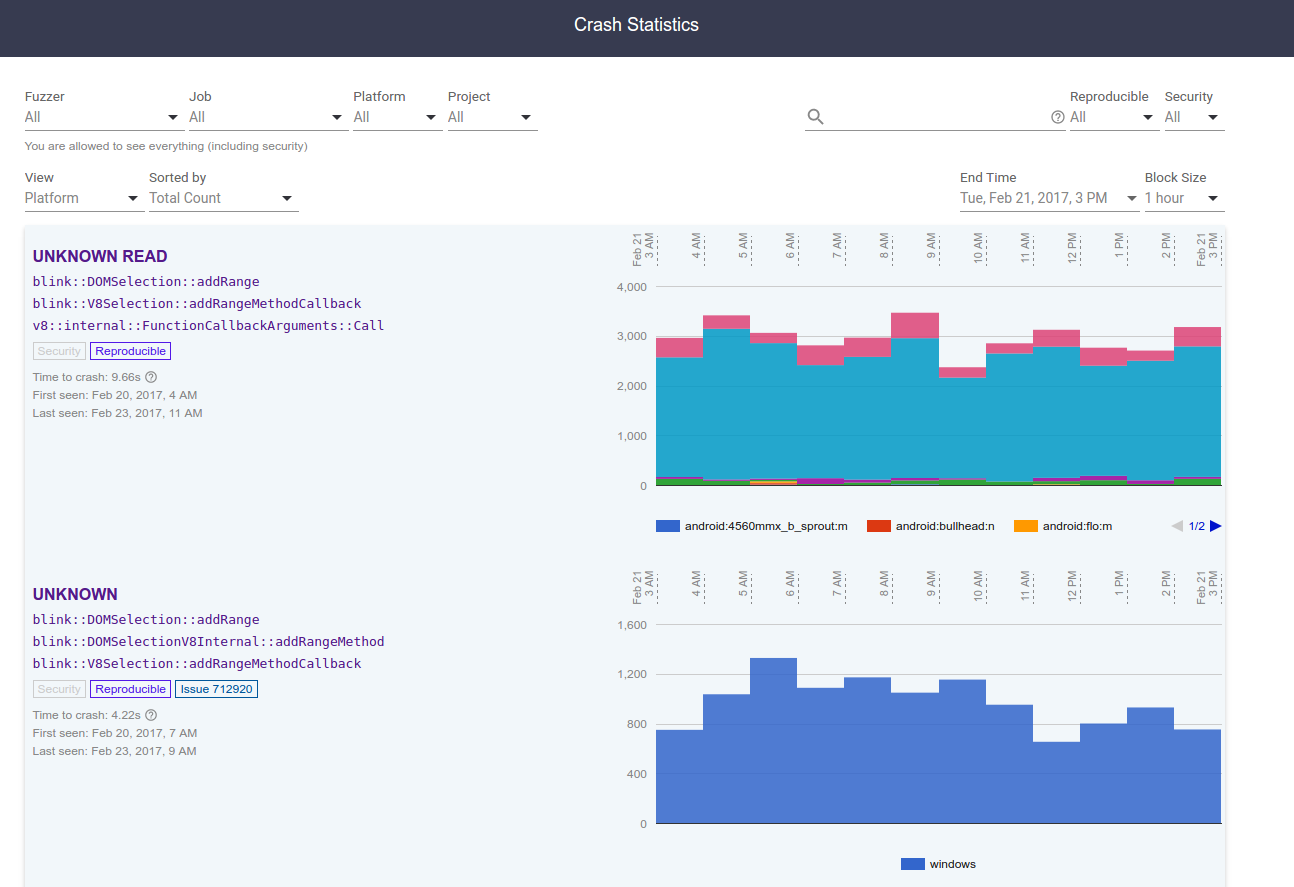 Crash Statistics
Fuzzer Job Platform Project Reproducible Security
All All All All All All
You are allowed to see everything (including security)
View Sorted by End Time Block Size
Platform Total Count Tue, Feb 21, 2017, 3 PM 1 hour
UNKNOWN READ
blink::DOMSelection::addRange
blink::V8Selection::addRangeMethodCallback
v8::internal::FunctionCallbackArguments::Call
Security Reproducible
Time to crash: 9.66s
First seen: Feb 20, 2017, 4 AM
Last seen: Feb 23, 2017, 11 AM
Feb 21 3 AM 4 AM 5 AM 6 AM 7 AM 8 AM 9 AM 10 AM 11 AM 12 PM 1 PM 2 PM Feb 21 3 PM
4,000
3,000
2,000
1,000
0
android:4560mmx_b_sprout:m android:bullhead:n android:flo:m 1/2
UNKNOWN
blink::DOMSelection::addRange
blink::DOMSelectionV8Internal::addRangeMethod
blink::V8Selection::addRangeMethodCallback
Security Reproducible Issue 712920
Time to crash: 4.22s
First seen: Feb 20, 2017, 7 AM
Last seen: Feb 23, 2017, 9 AM
Feb 21 3 AM 4 AM 5 AM 6 AM 7 AM 8 AM 9 AM 10 AM 11 AM 12 PM 1 PM 2 PM Feb 21 3 PM
1,600
1,200
800
400
0
windows